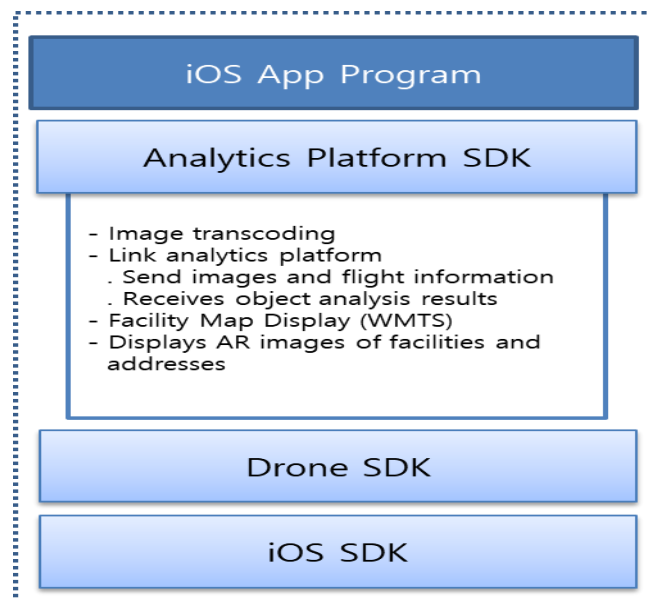 iOS App Program
Analytics Platform SDK
- Image transcoding
- Link analytics platform
. Send images and flight information
. Receives object analysis results
- Facility Map Display (WMTS)
- Displays AR images of facilities and
addresses
Drone SDK
iOS SDK